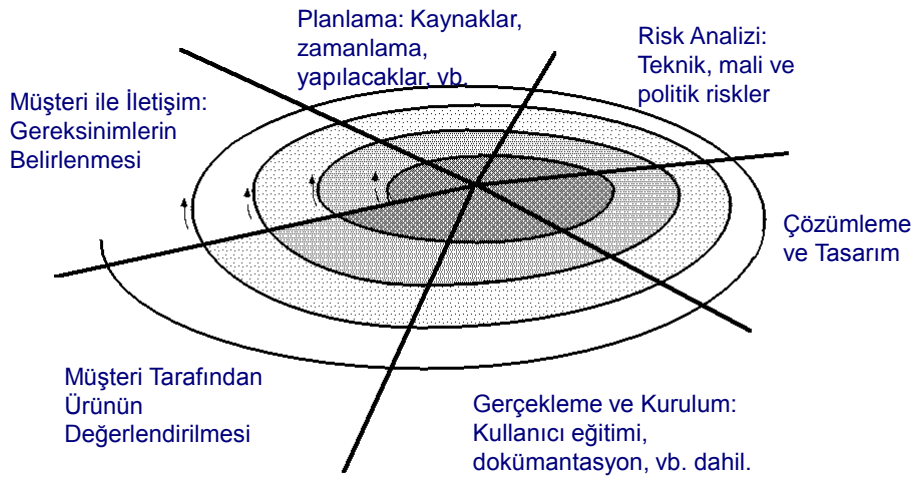 Planlama: Kaynaklar,
zamanlama,
yapılacaklar, vb.
Risk Analizi:
Teknik, mali ve
politik riskler
Müşteri ile İletişim:
Gereksinimlerin
Belirlenmesi
Çözümleme
ve Tasarım
Müşteri Tarafından
Ürünün
Değerlendirilmesi
Gerçekleme ve Kurulum:
Kullanıcı eğitimi,
dokümantasyon, vb. dahil.